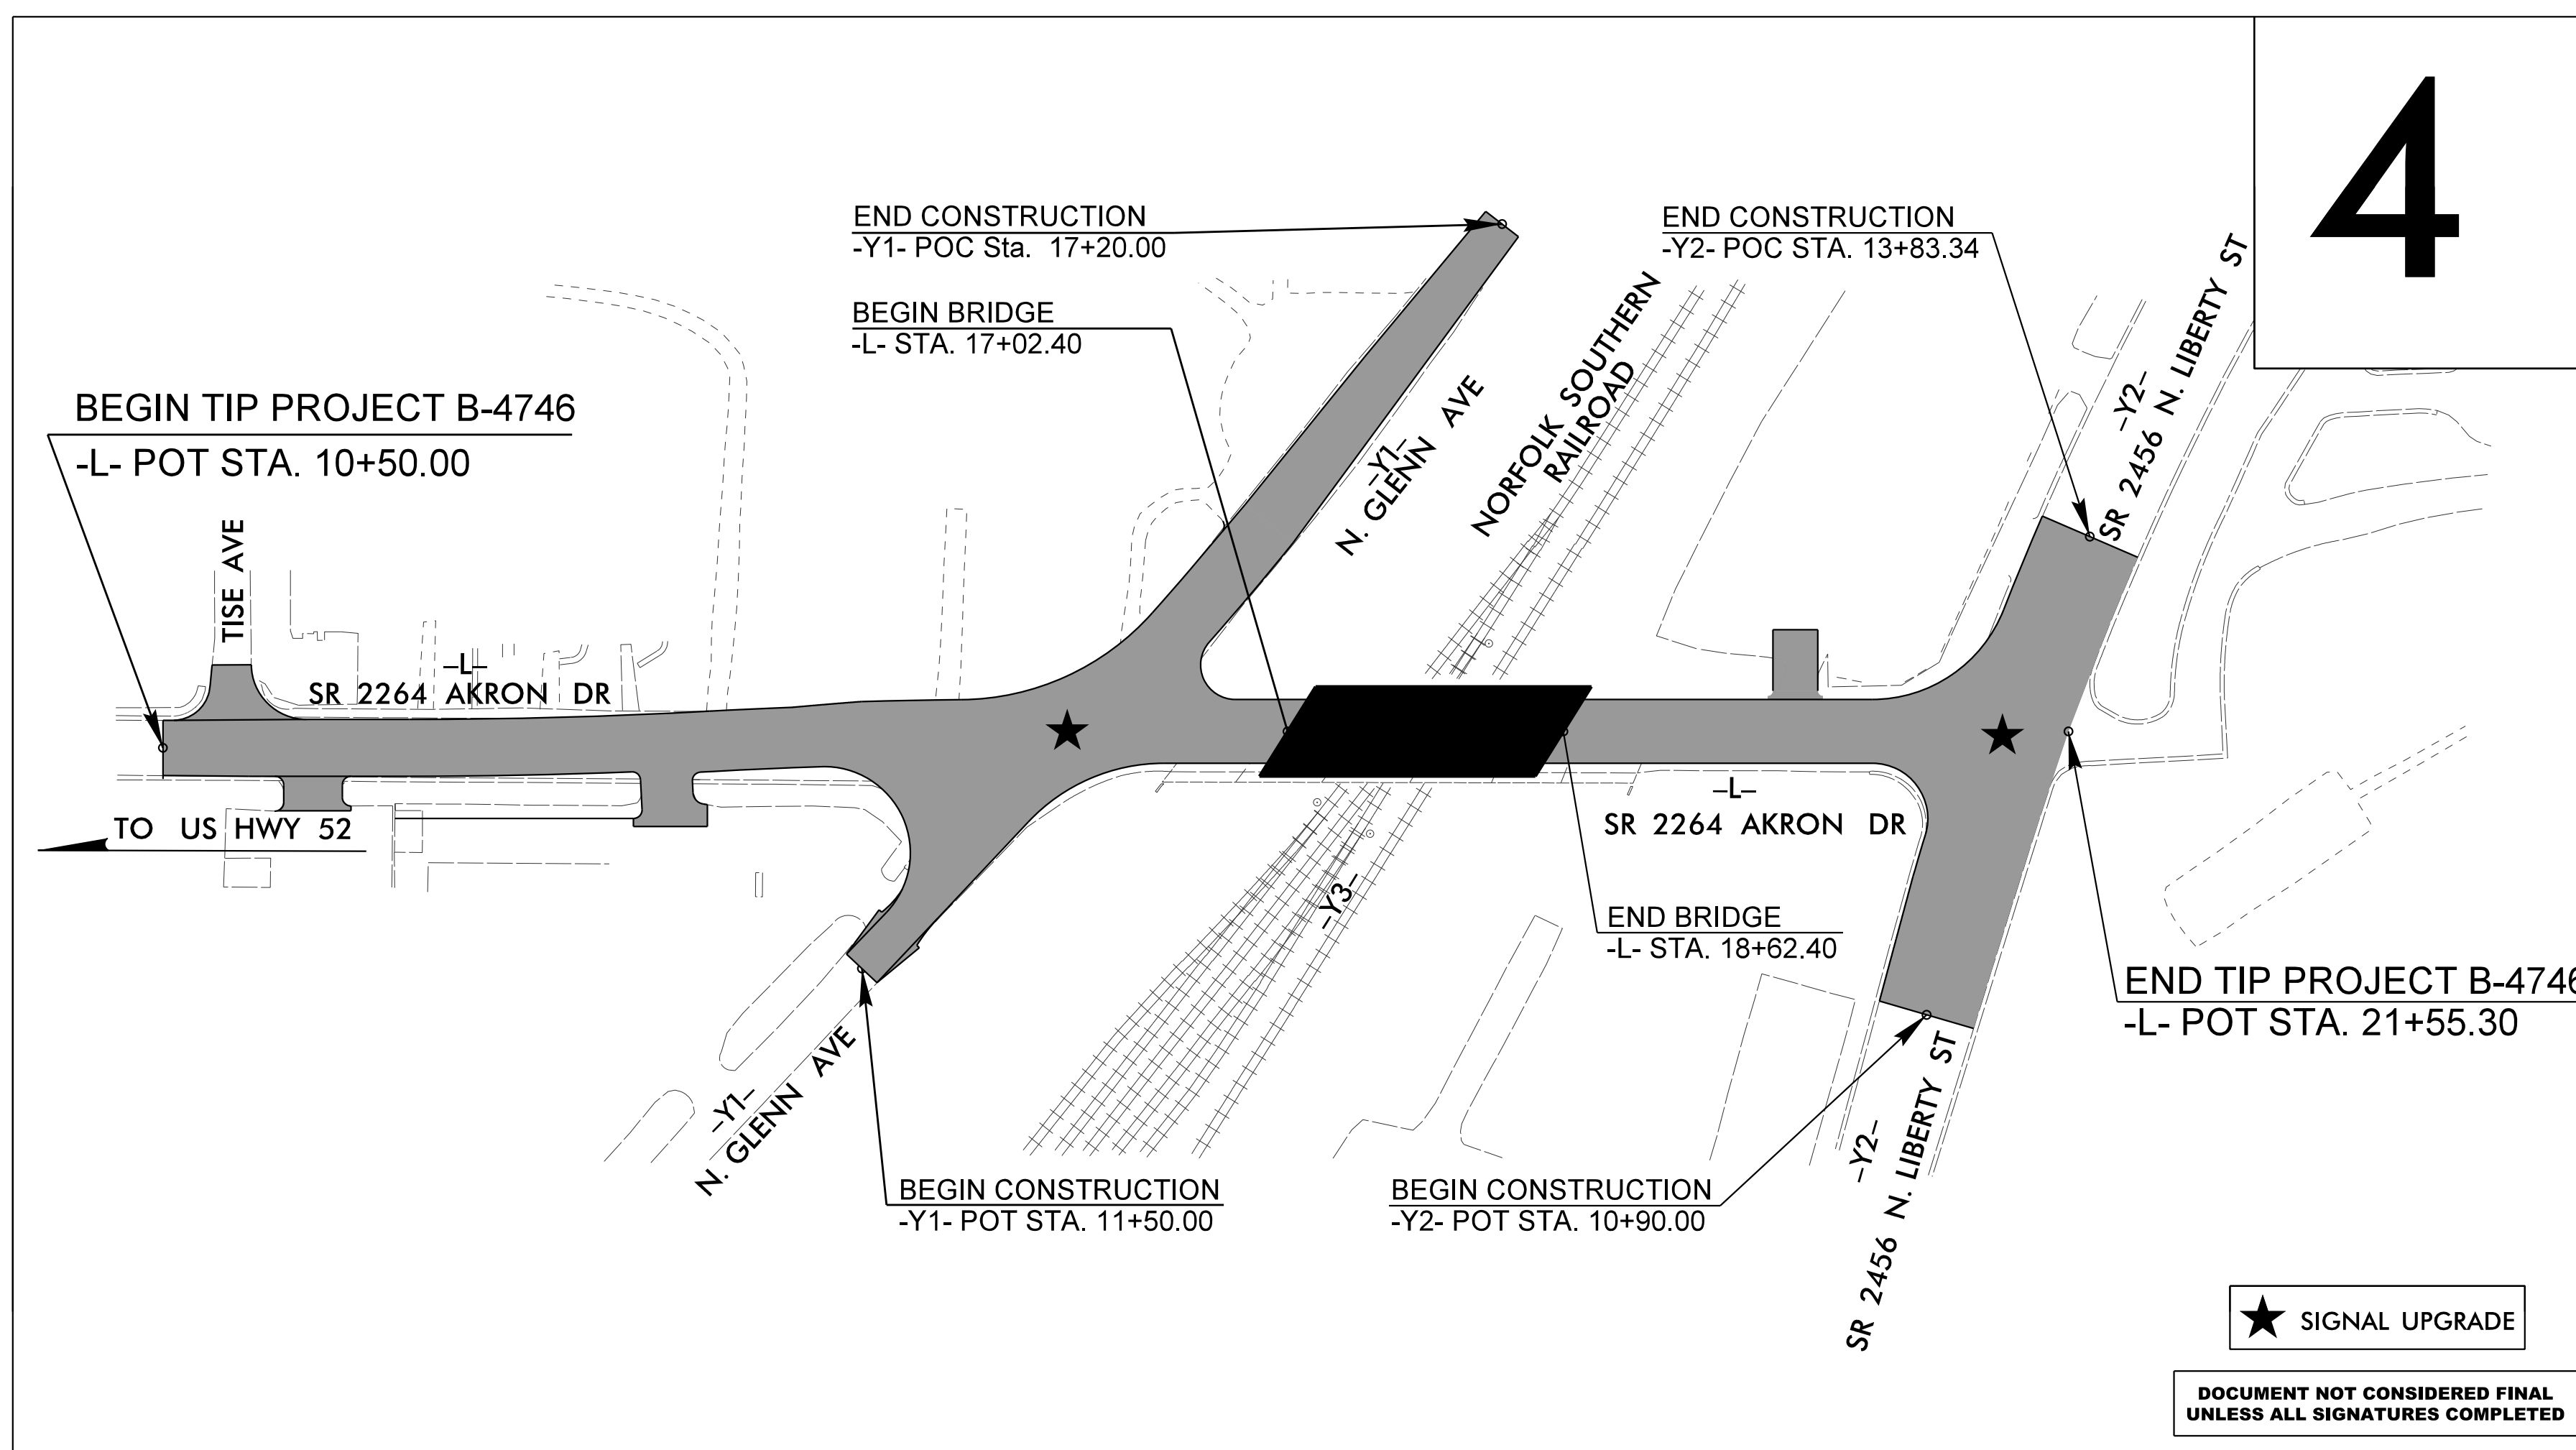 4
END CONSTRUCTION
-Y1- POC Sta. 17+20.00
END CONSTRUCTION
-Y2- POC STA. 13+83.34
BEGIN BRIDGE
-L- STA. 17+02.40
BEGIN TIP PROJECT B-4746
-L- POT STA. 10+50.00
TISE AVE
-L-
SR 2264 AKRON DR
-Y1-
N. GLENN AVE
NORFOLK SOUTHERN
RAILROAD
-Y2-
SR 2456 N. LIBERTY ST
TO US HWY 52
-L-
SR 2264 AKRON DR
-Y3-
END BRIDGE
-L- STA. 18+62.40
END TIP PROJECT B-4746
-L- POT STA. 21+55.30
-Y1-
N. GLENN AVE
BEGIN CONSTRUCTION
-Y1- POT STA. 11+50.00
BEGIN CONSTRUCTION
-Y2- POT STA. 10+90.00
-Y2-
SR 2456 N. LIBERTY ST
SIGNAL UPGRADE
DOCUMENT NOT CONSIDERED FINAL
UNLESS ALL SIGNATURES COMPLETED